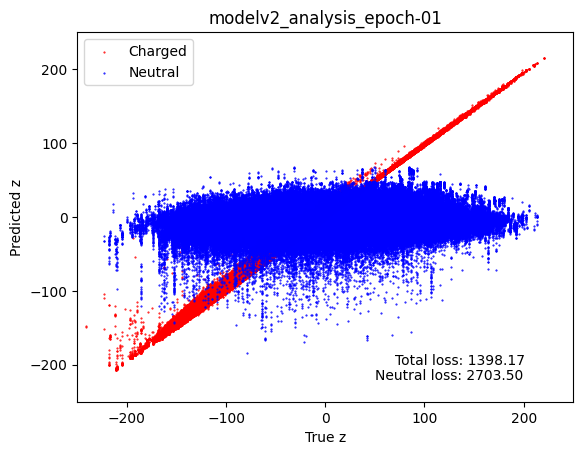 modelv2_analysis_epoch-01
Charged
Neutral
Predicted z
200
100
0
−100
−200
Total loss: 1398.17
Neutral loss: 2703.50
−200 −100 0 100 200
True z